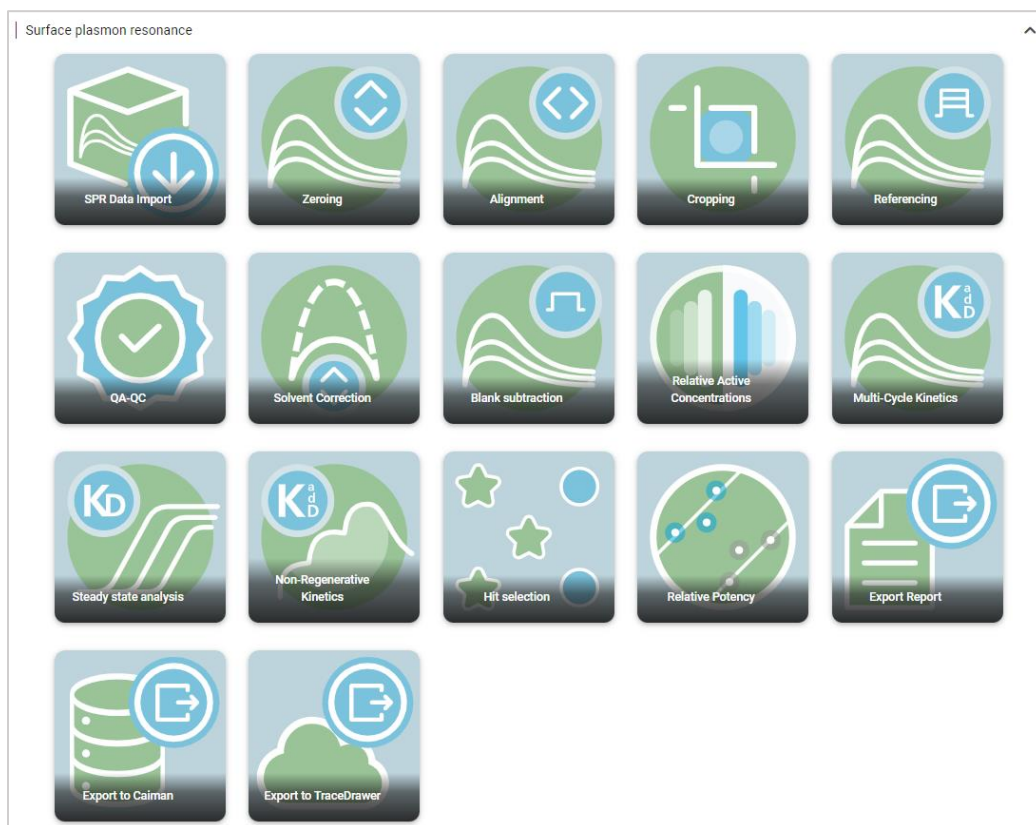 Surface plasmon resonance
SPR Data Import
Zeroing
Alignment
Cropping
Referencing
QA-QC
Solvent Correction
Blank subtraction
Relative Active
Concentrations
K a d D
Multi-Cycle Kinetics
KD
Steady state analysis
K a d D
Non-Regenerative
Kinetics
Hit selection
Relative Potency
Export Report
Export to Caiman
Export to TraceDrawer